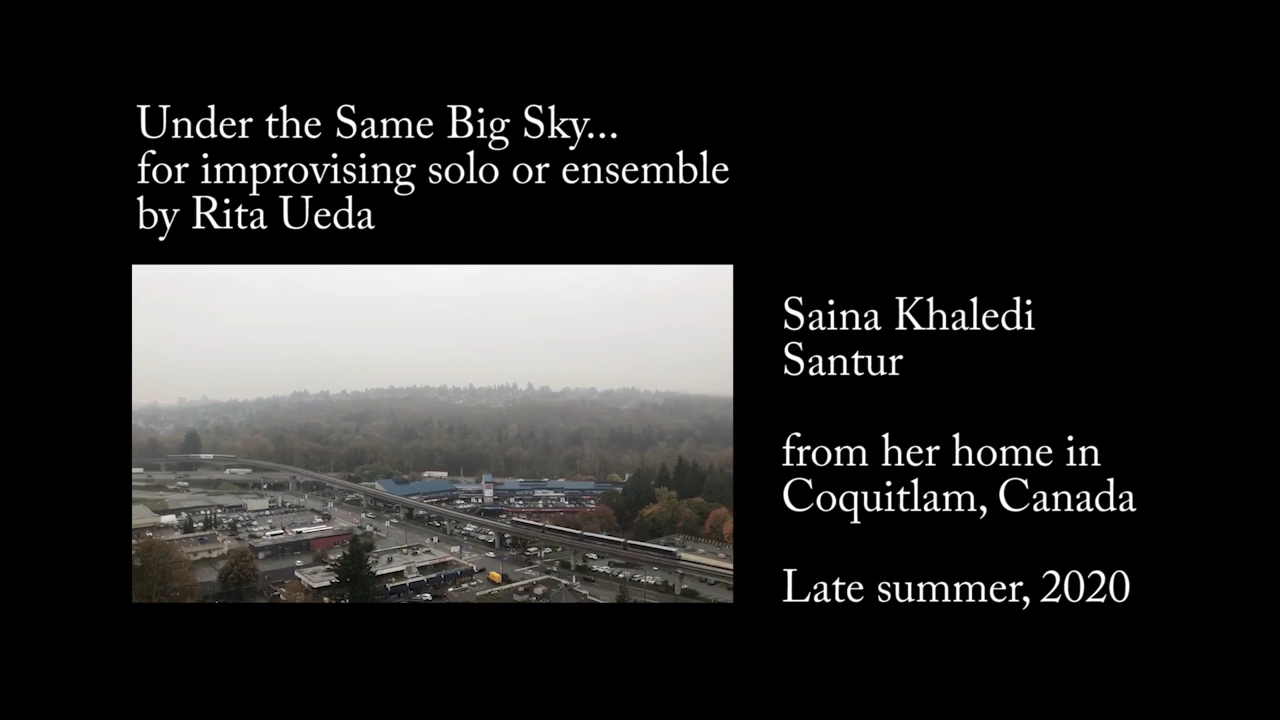 Under the Same Big Sky...
for improvising solo or ensemble
by Rita Ueda
Saina Khaledi
Santur
from her home in
Coquitlam, Canada
Late summer, 2020